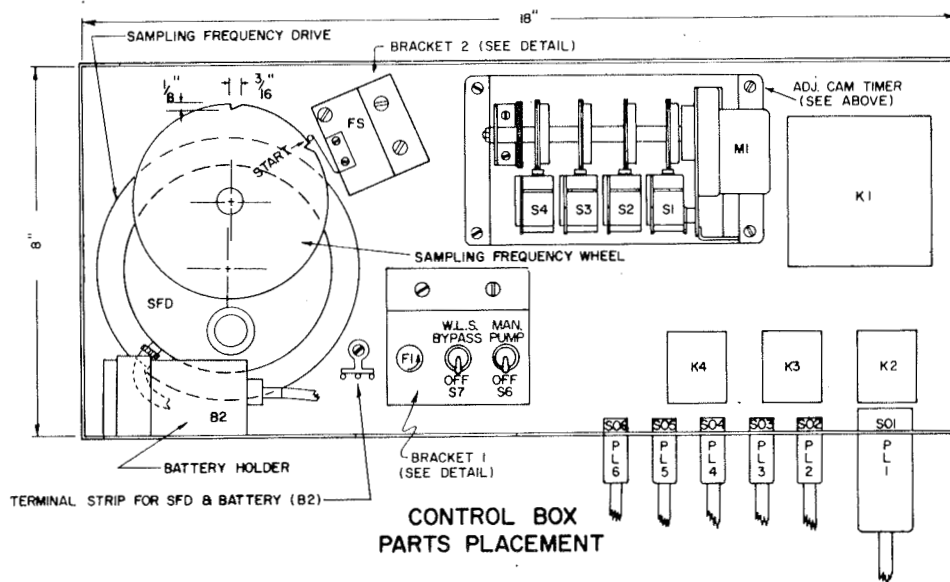 18"
SAMPLING FREQUENCY DRIVE
BRACKET 2 (SEE DETAIL)
1/8"
3/16"
ADJ. CAM TIMER
(SEE ABOVE)
FS
START
M1
K1
8"
S4
S3
S2
S1
SAMPLING FREQUENCY WHEEL
SFD
W.L.S.
BYPASS
MAN.
PUMP
F1
OFF
S7
OFF
S6
K4
K3
K2
B2
SO6
SO5
SO4
SO3
SO2
SO1
PL6
PL5
PL4
PL3
PL2
PL1
BATTERY HOLDER
BRACKET 1
(SEE DETAIL)
TERMINAL STRIP FOR SFD & BATTERY (B2)
CONTROL BOX
PARTS PLACEMENT